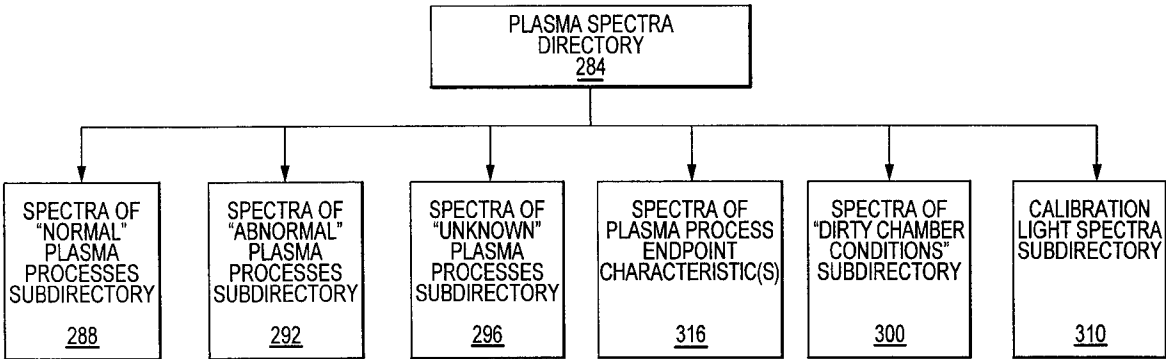 PLASMA SPECTRA
DIRECTORY
284
SPECTRA OF
"NORMAL"
PLASMA
PROCESSES
SUBDIRECTORY
288
SPECTRA OF
"ABNORMAL"
PLASMA
PROCESSES
SUBDIRECTORY
292
SPECTRA OF
"UNKNOWN"
PLASMA
PROCESSES
SUBDIRECTORY
296
SPECTRA OF
PLASMA PROCESS
ENDPOINT
CHARACTERISTIC(S)
316
SPECTRA OF
"DIRTY CHAMBER
CONDITIONS"
SUBDIRECTORY
300
CALIBRATION
LIGHT SPECTRA
SUBDIRECTORY
310